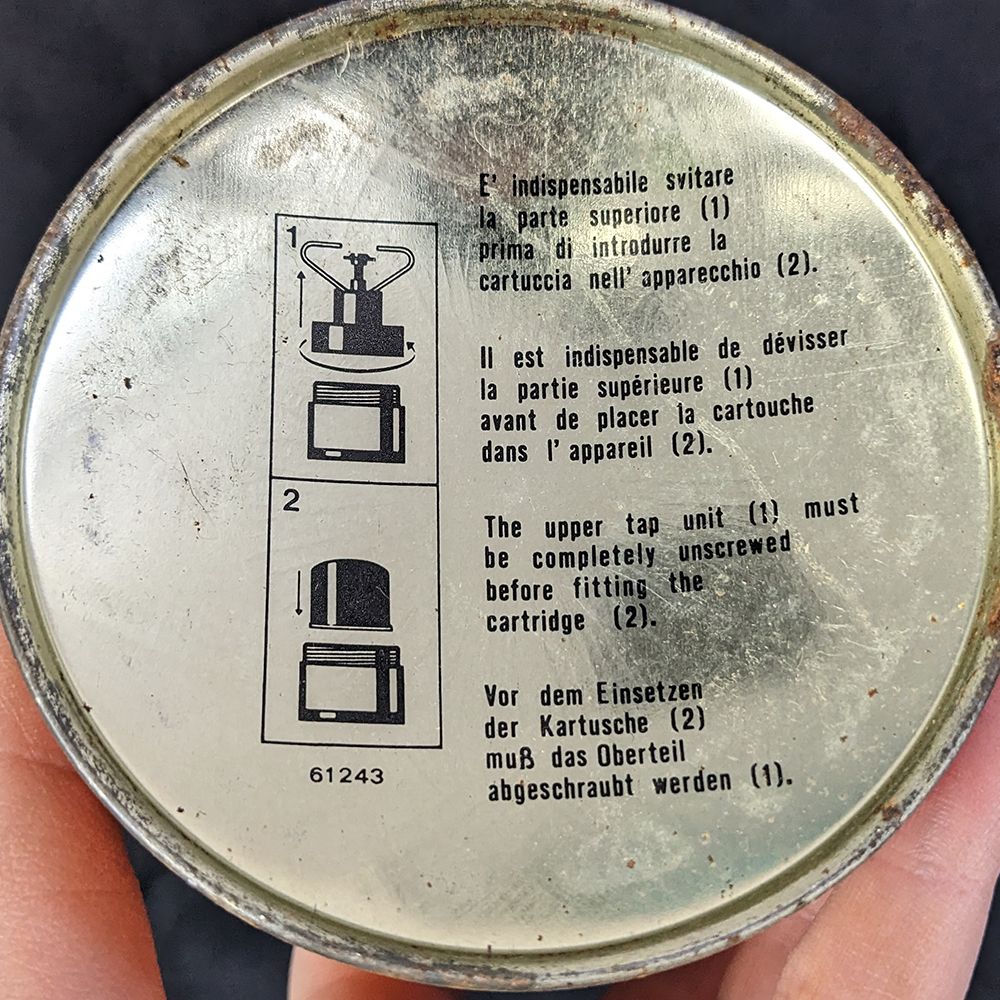 1
2
61243
E' indispensabile svitare
la parte superiore (1)
prima di introdurre la
cartuccia nell' apparecchio (2).
Il est indispensable de dévisser
la partie supérieure (1)
avant de placer la cartouche
dans l' appareil (2).
The upper tap unit (1) must
be completely unscrewed
before fitting the
cartridge (2).
Vor dem Einsetzen
der Kartusche (2)
muß das Oberteil
abgeschraubt werden (1).